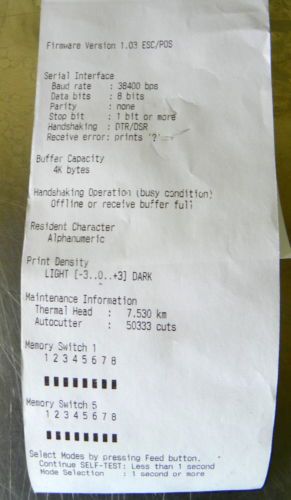 Firmware Version 1.03 ESC/POS
Serial Interface
Baud rate : 38400 bps
Data bits : 8 bits
Parity : none
Stop bit : 1 bit or more
Handshaking : DTR/DSR
Receive error: prints '?'
Buffer Capacity
4K bytes
Handshaking Operation (busy condition)
Offline or receive buffer full
Resident Character
Alphanumeric
Print Density
LIGHT [-3..0..+3] DARK
Maintenance Information
Thermal Head : 7.530 km
Autocutter : 50333 cuts
Memory Switch 1
1 2 3 4 5 6 7 8
Memory Switch 5
1 2 3 4 5 6 7 8
Select Modes by pressing Feed button.
Continue SELF-TEST: Less than 1 second
Mode Selection : 1 second or more